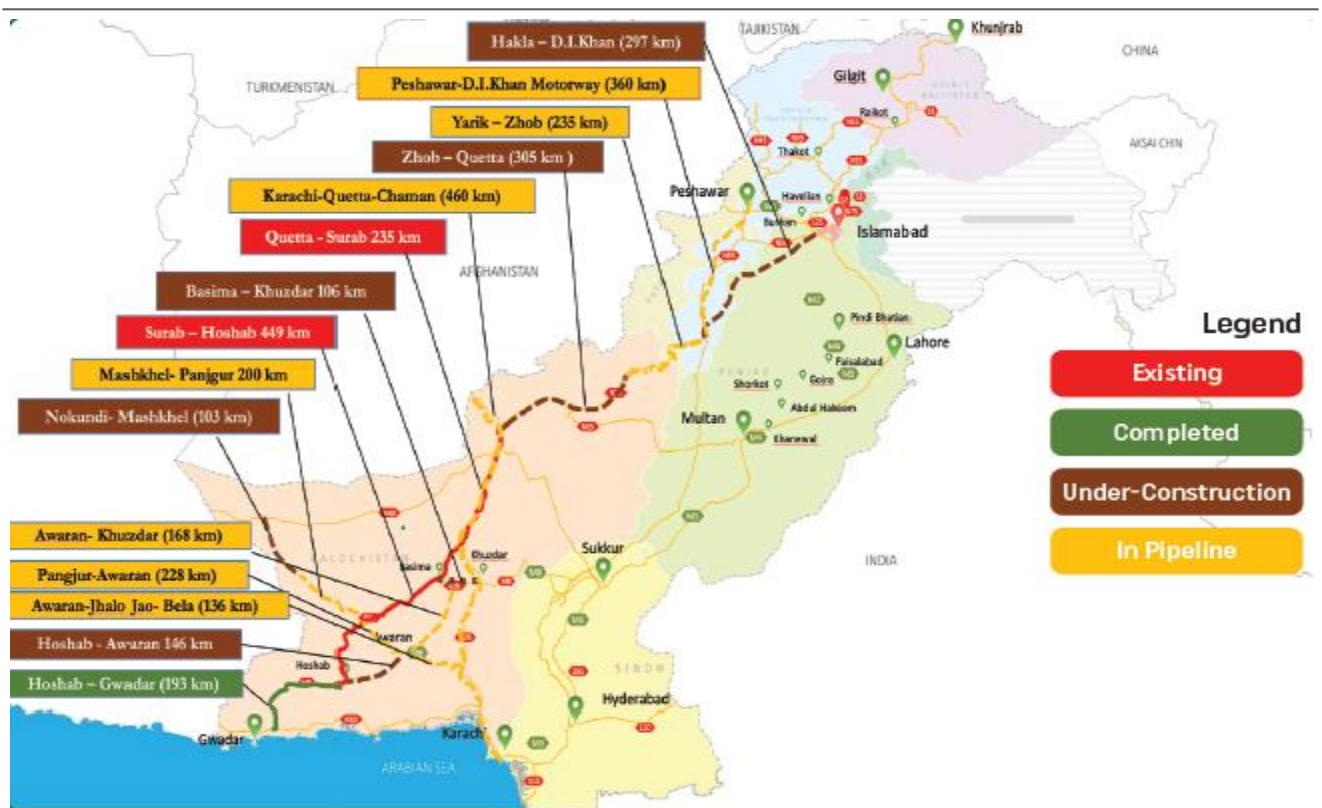 Hakla – D.I.Khan (297 km)
Peshawar-D.I.Khan Motorway (360 km)
Yarik – Zhob (235 km)
Zhob – Quetta (305 km )
Karachi-Quetta-Chaman (460 km)
Quetta - Surab 235 km
Basima – Khuzdar 106 km
Surab – Hoshab 449 km
Mashkhel- Panjgur 200 km
Nokundi- Mashkhel (103 km)
Awaran- Khuzdar (168 km)
Pangjur-Awaran (228 km)
Awaran-Jhalo Jao- Bela (136 km)
Hoshab - Awaran 146 km
Hoshab – Gwadar (193 km)
TURKMENISTAN
TAJIKISTAN
CHINA
AKSAI CHIN
AFGHANISTAN
INDIA
ARABIAN SEA
Khunjrab
Gilgit
Raikot
Thakot
Havelian
Peshawar
Burhan
Islamabad
Pindi Bhatian
Lahore
Faisalabad
Gojra
Shorkot
Abdul Hakeem
Multan
Khanewal
PUNJAB
BALOCHISTAN
SINDH
Basima
Khuzdar
Sukkur
Awaran
Hoshab
Gwadar
Karachi
Hyderabad
Legend
Existing
Completed
Under-Construction
In Pipeline